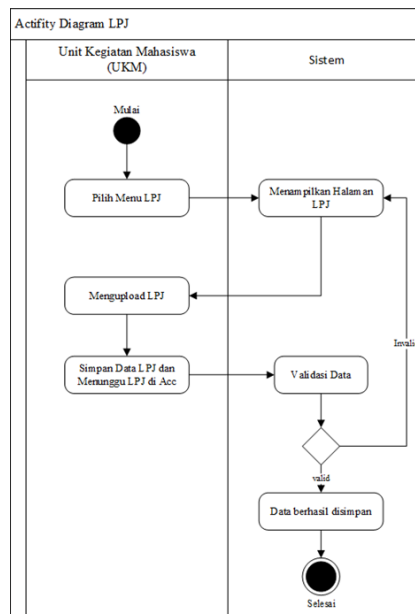 Actifity Diagram LPJ
Unit Kegiatan Mahasiswa
(UKM)
Sistem
Mulai
Pilih Menu LPJ
Menampilkan Halaman
LPJ
Mengupload LPJ
Simpan Data LPJ dan
Menunggu LPJ di Acc
Validasi Data
Invali
valid
Data berhasil disimpan
Selesai